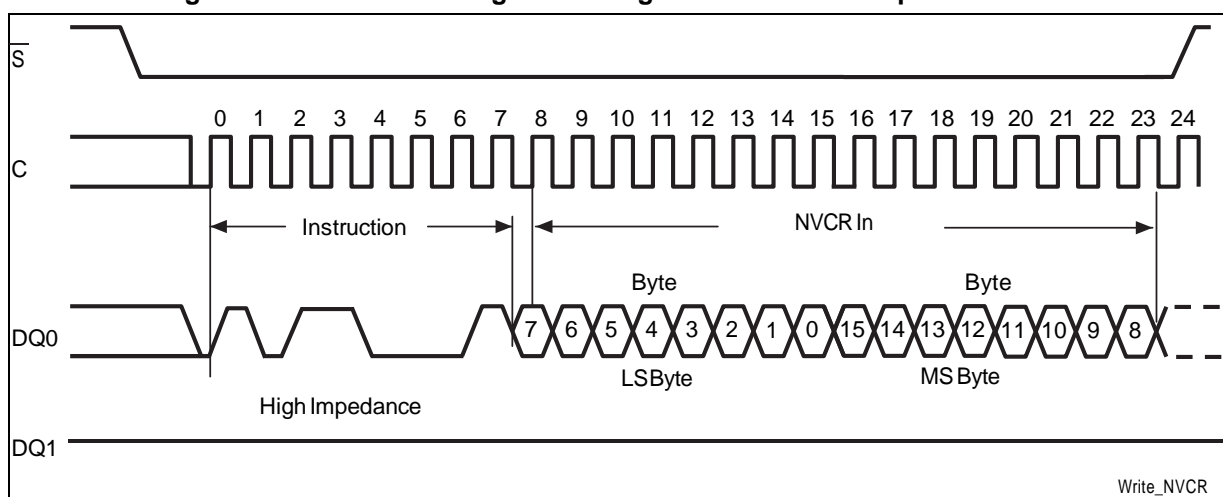 S
0 1 2 3 4 5 6 7 8 9 10 11 12 13 14 15 16 17 18 19 20 21 22 23 24
C
Instruction NVCR In
Byte Byte
DQ0 7 6 5 4 3 2 1 0 15 14 13 12 11 10 9 8
LS Byte MS Byte
High Impedance
DQ1
Write_NVCR